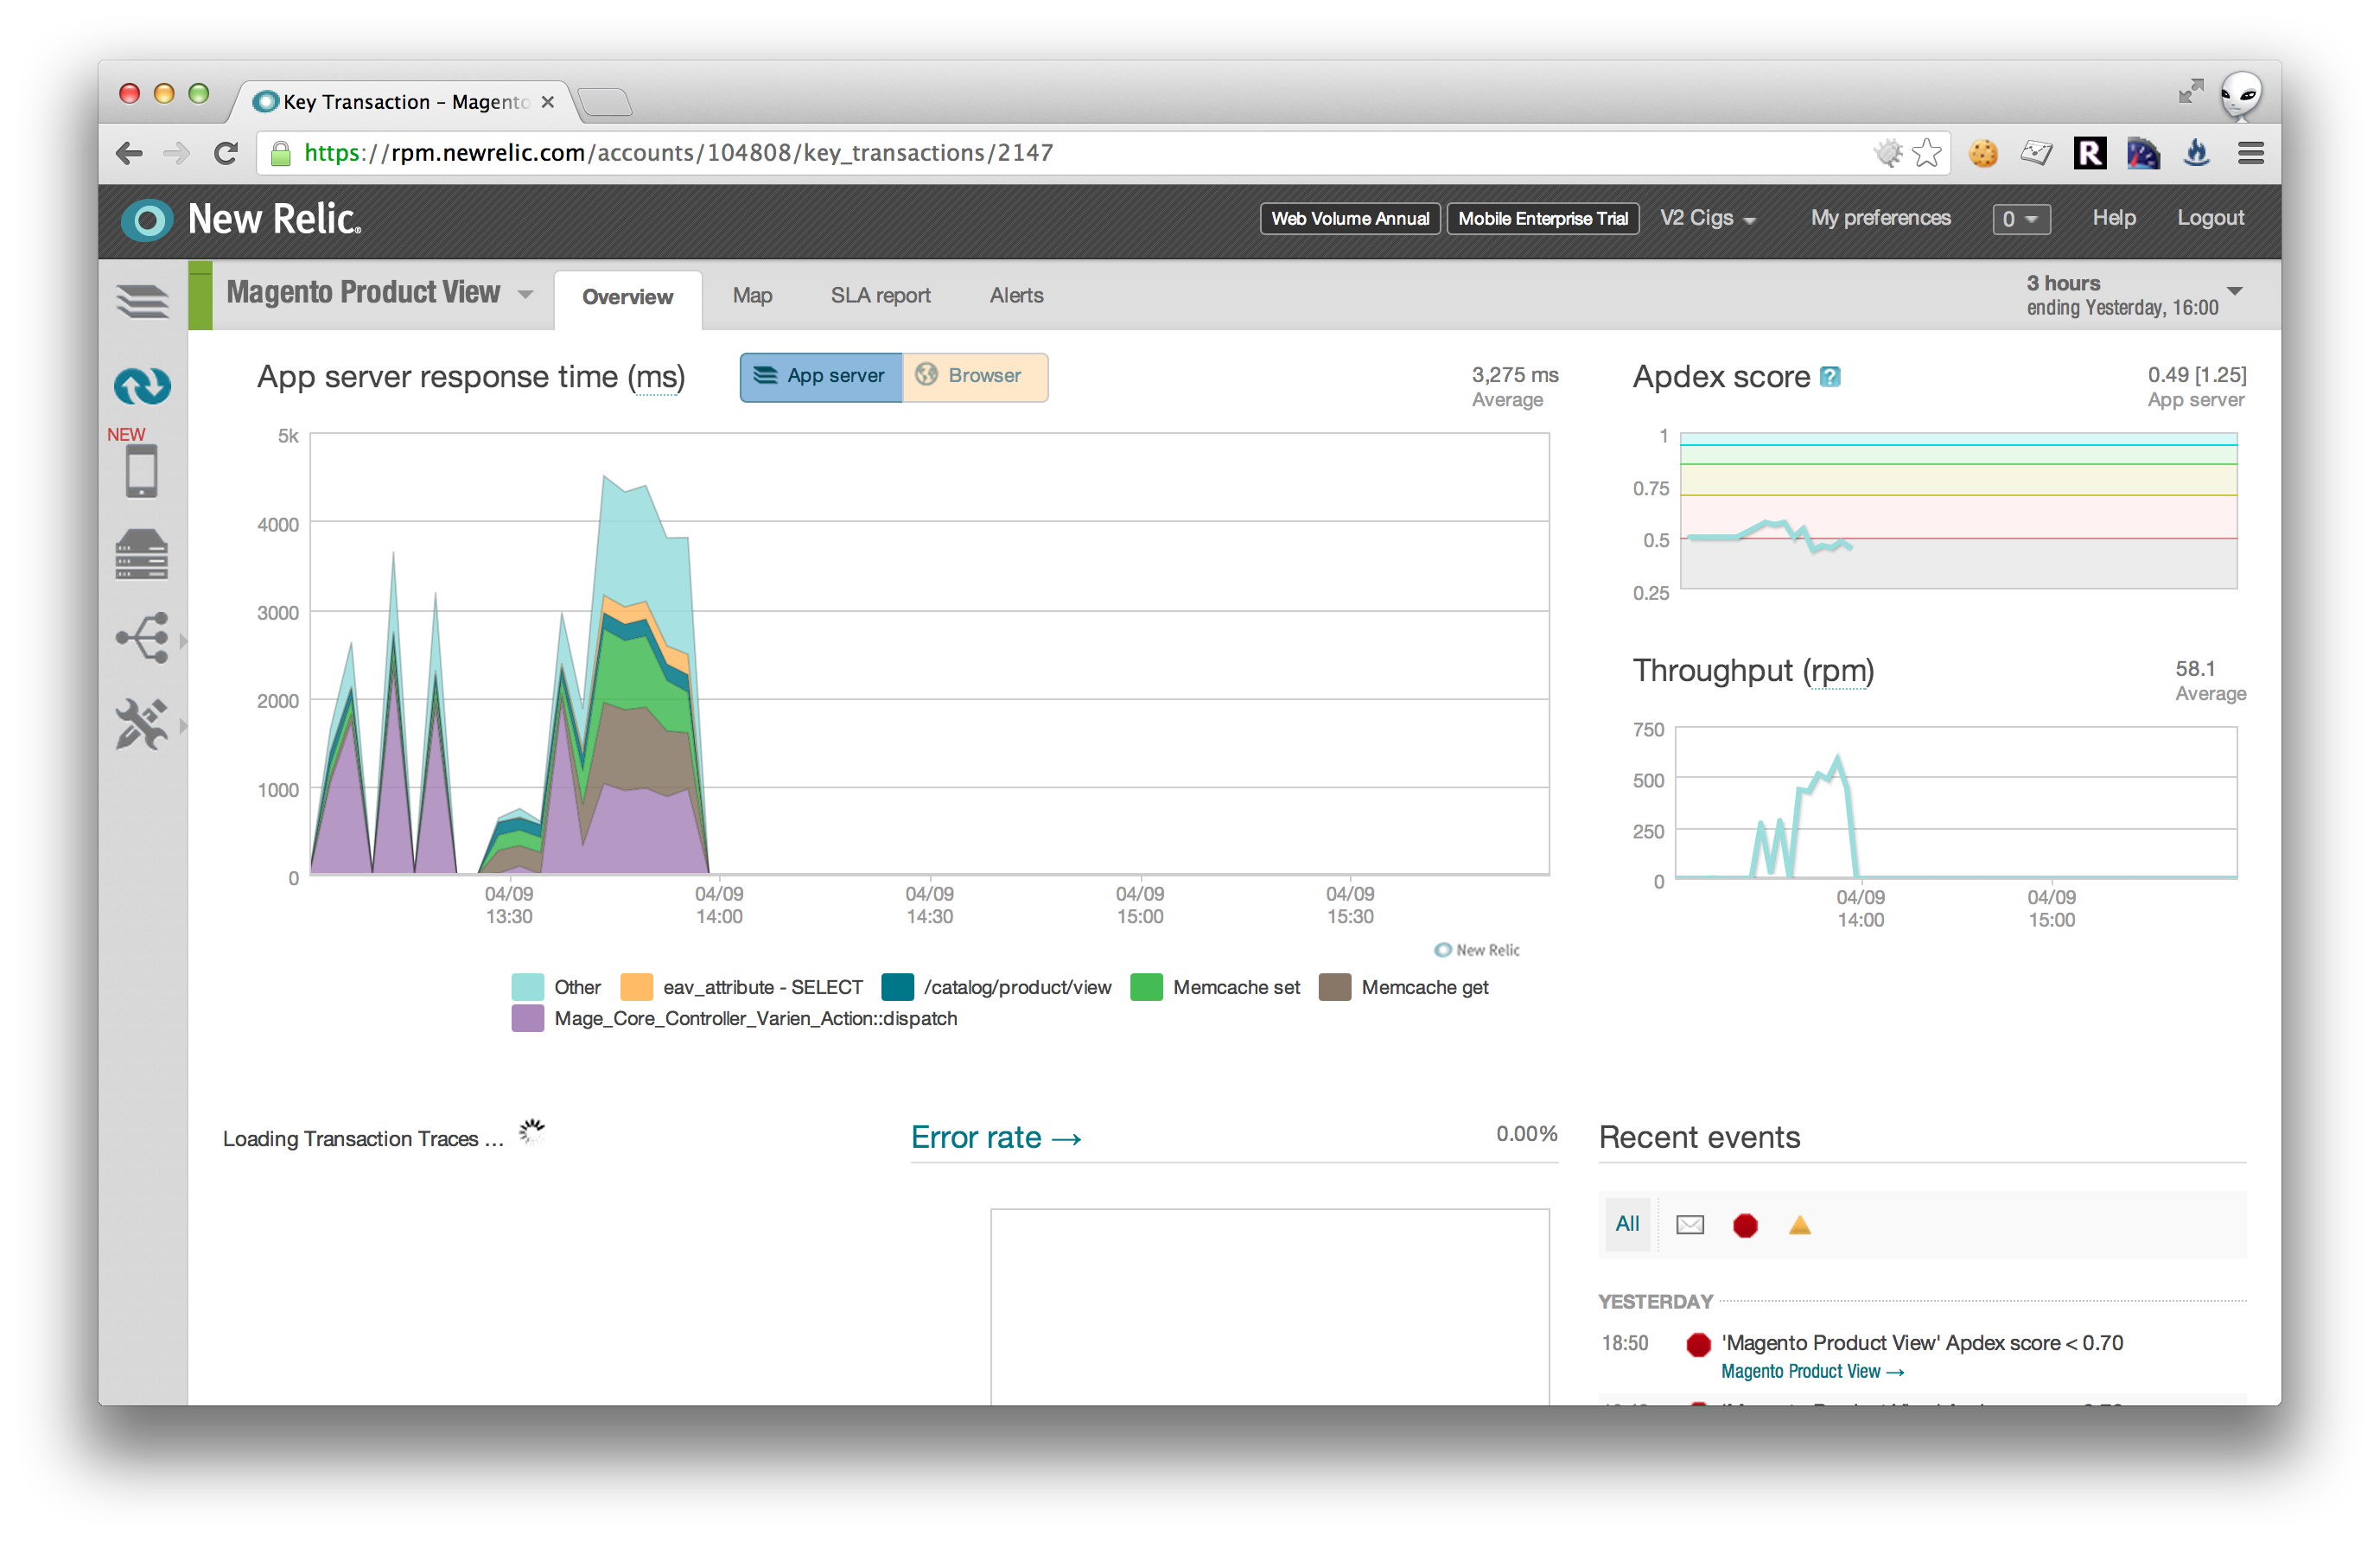 Key Transaction – Magento
https://rpm.newrelic.com/accounts/104808/key_transactions/2147
R
New Relic.
Web Volume Annual
Mobile Enterprise Trial
V2 Cigs
My preferences
0
Help
Logout
Magento Product View
Overview
Map
SLA report
Alerts
3 hours
ending Yesterday, 16:00
NEW
App server response time (ms)
App server
Browser
3,275 ms
Average
5k
4000
3000
2000
1000
0
04/09
13:30
04/09
14:00
04/09
14:30
04/09
15:00
04/09
15:30
New Relic
Other
eav_attribute - SELECT
/catalog/product/view
Memcache set
Memcache get
Mage_Core_Controller_Varien_Action::dispatch
Apdex score ?
0.49 [1.25]
App server
1
0.75
0.5
0.25
Throughput (rpm)
58.1
Average
750
500
250
0
04/09
14:00
04/09
15:00
Loading Transaction Traces ...
Error rate →
0.00%
Recent events
All
YESTERDAY
18:50
'Magento Product View' Apdex score < 0.70
Magento Product View →